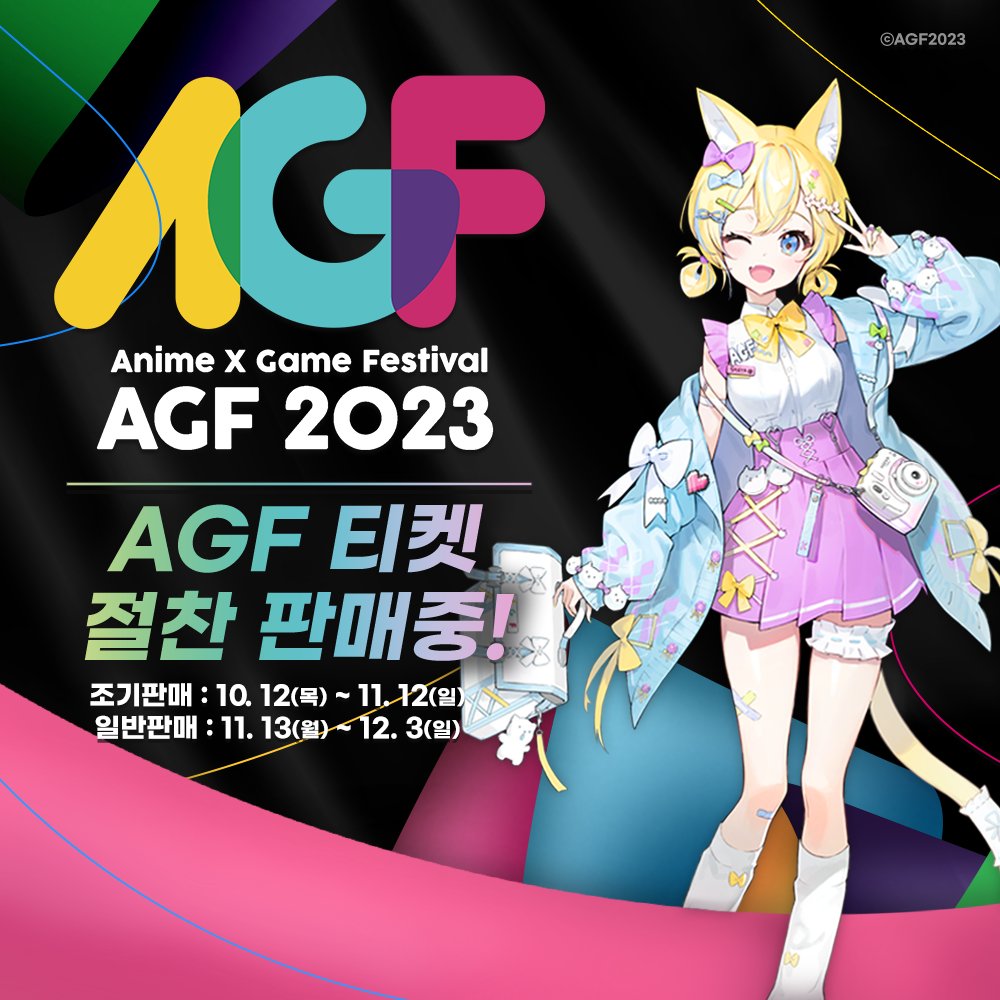 ©AGF2023
AGF
Anime X Game Festival
AGF 2023
AGF 티켓
절찬 판매중!
조기판매 : 10. 12(목) ~ 11. 12(일)
일반판매 : 11. 13(월) ~ 12. 3(일)
AGF